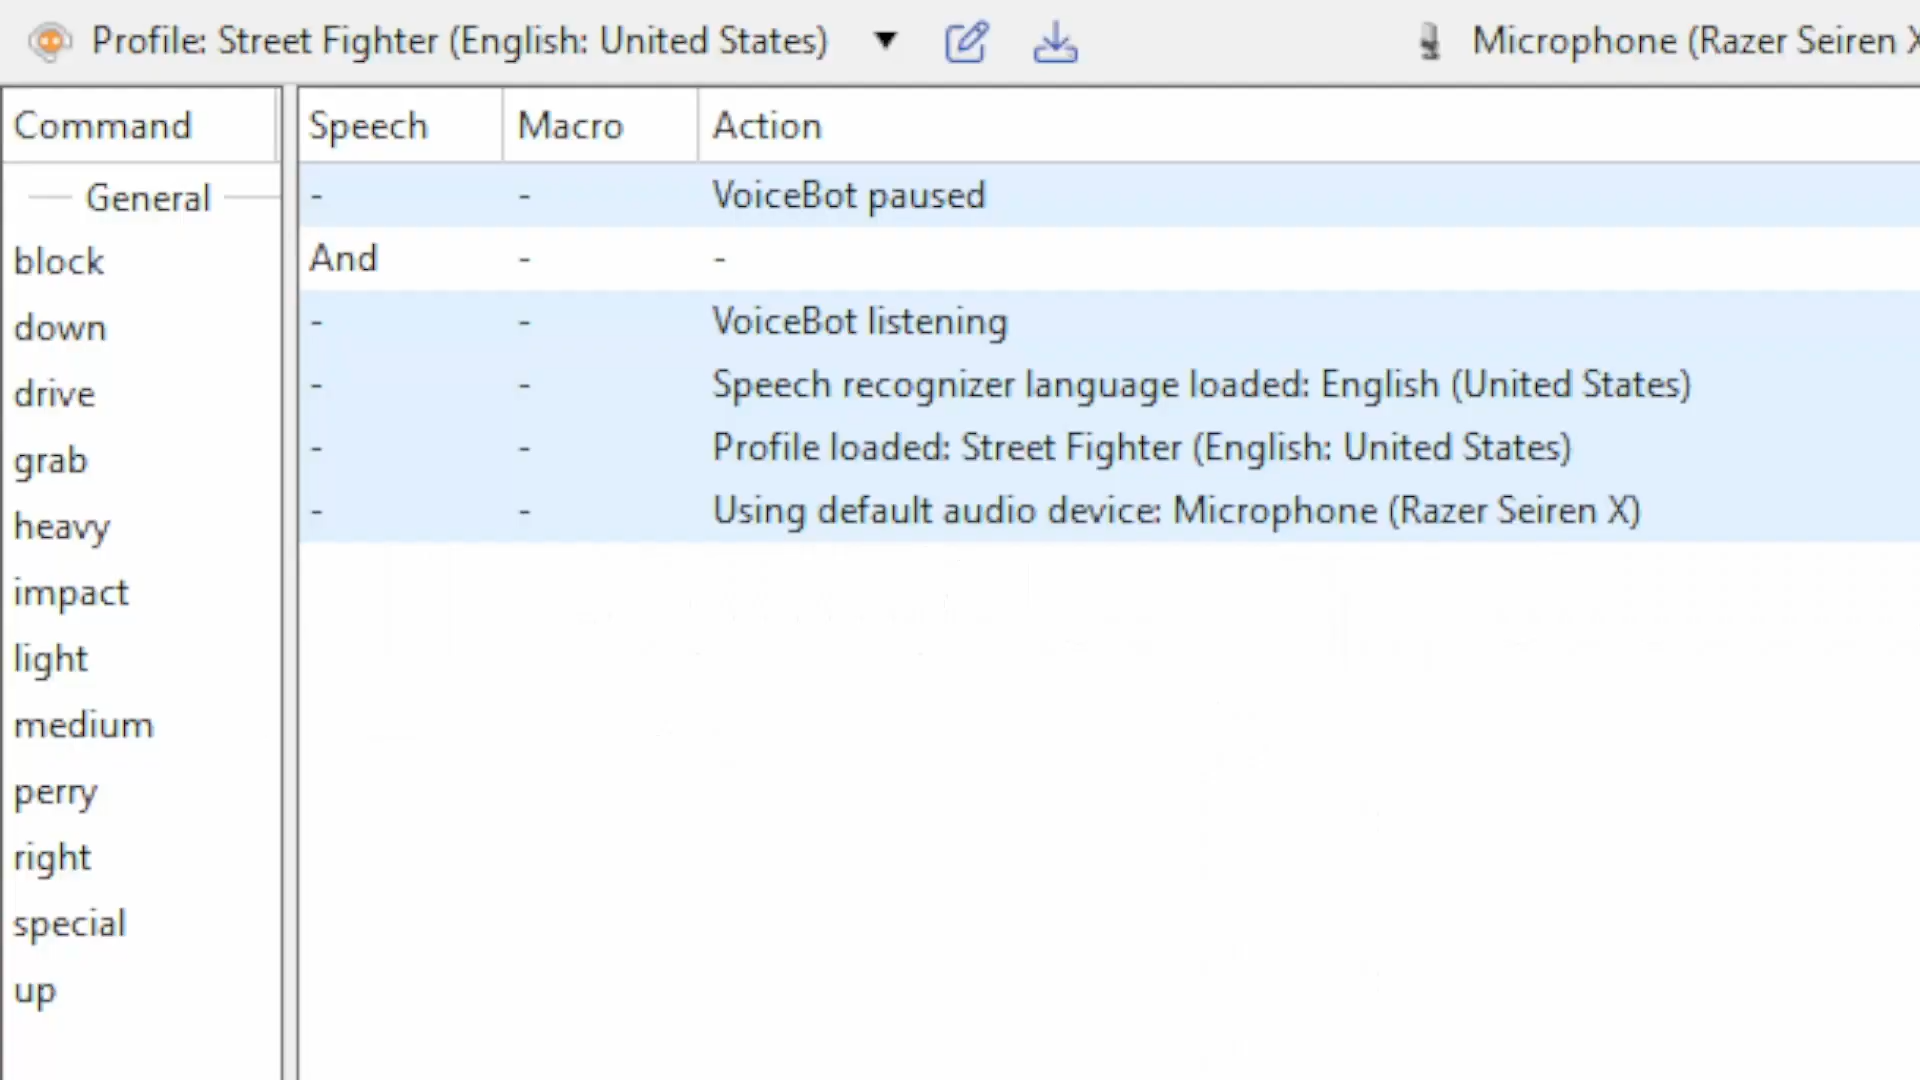 Profile: Street Fighter (English: United States)
Microphone (Razer Seiren X
Command
General
block
down
drive
grab
heavy
impact
light
medium
perry
right
special
up
Speech Macro Action
- - VoiceBot paused
And - -
- - VoiceBot listening
- - Speech recognizer language loaded: English (United States)
- - Profile loaded: Street Fighter (English: United States)
- - Using default audio device: Microphone (Razer Seiren X)